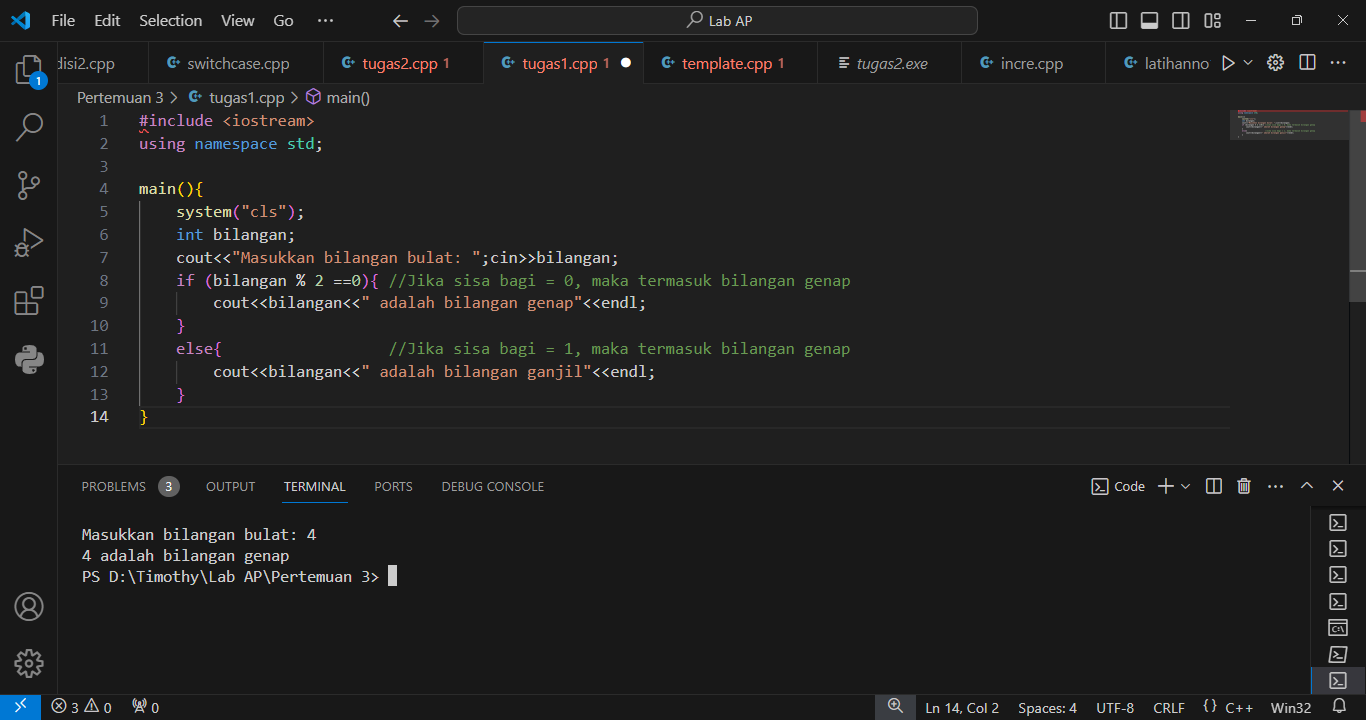 File Edit Selection View Go ··· Lab AP
1 disi2.cpp switchcase.cpp tugas2.cpp 1 tugas1.cpp 1 template.cpp 1 tugas2.exe incre.cpp latihanno
Pertemuan 3 > tugas1.cpp > main()
1 #include <iostream>
2 using namespace std;
3
4 main(){
5 system("cls");
6 int bilangan;
7 cout<<"Masukkan bilangan bulat: ";cin>>bilangan;
8 if (bilangan % 2 ==0){ //Jika sisa bagi = 0, maka termasuk bilangan genap
9 cout<<bilangan<<" adalah bilangan genap"<<endl;
10 }
11 else{ //Jika sisa bagi = 1, maka termasuk bilangan genap
12 cout<<bilangan<<" adalah bilangan ganjil"<<endl;
13 }
14 }
PROBLEMS 3 OUTPUT TERMINAL PORTS DEBUG CONSOLE Code
Masukkan bilangan bulat: 4
4 adalah bilangan genap
PS D:\Timothy\Lab AP\Pertemuan 3>
3 0 0 Ln 14, Col 2 Spaces: 4 UTF-8 CRLF {} C++ Win32